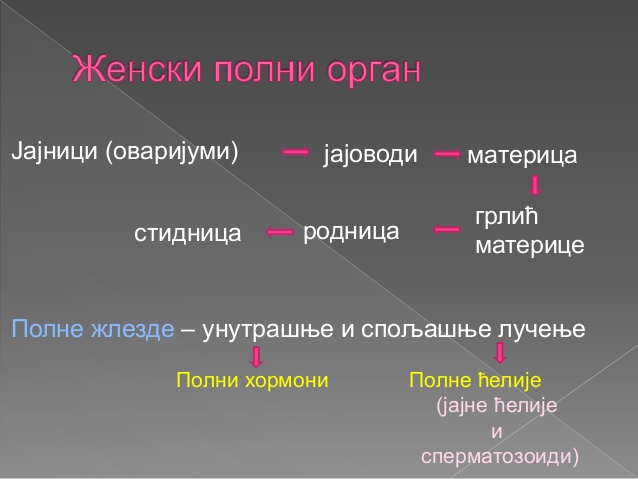 Женски полни орган
Јајници (оваријуми) јајоводи материца
стидница родница грлић
материце
Полне жлезде – унутрашње и спољашње лучење
Полни хормони Полне ћелије
(јајне ћелије
и
сперматозоиди)